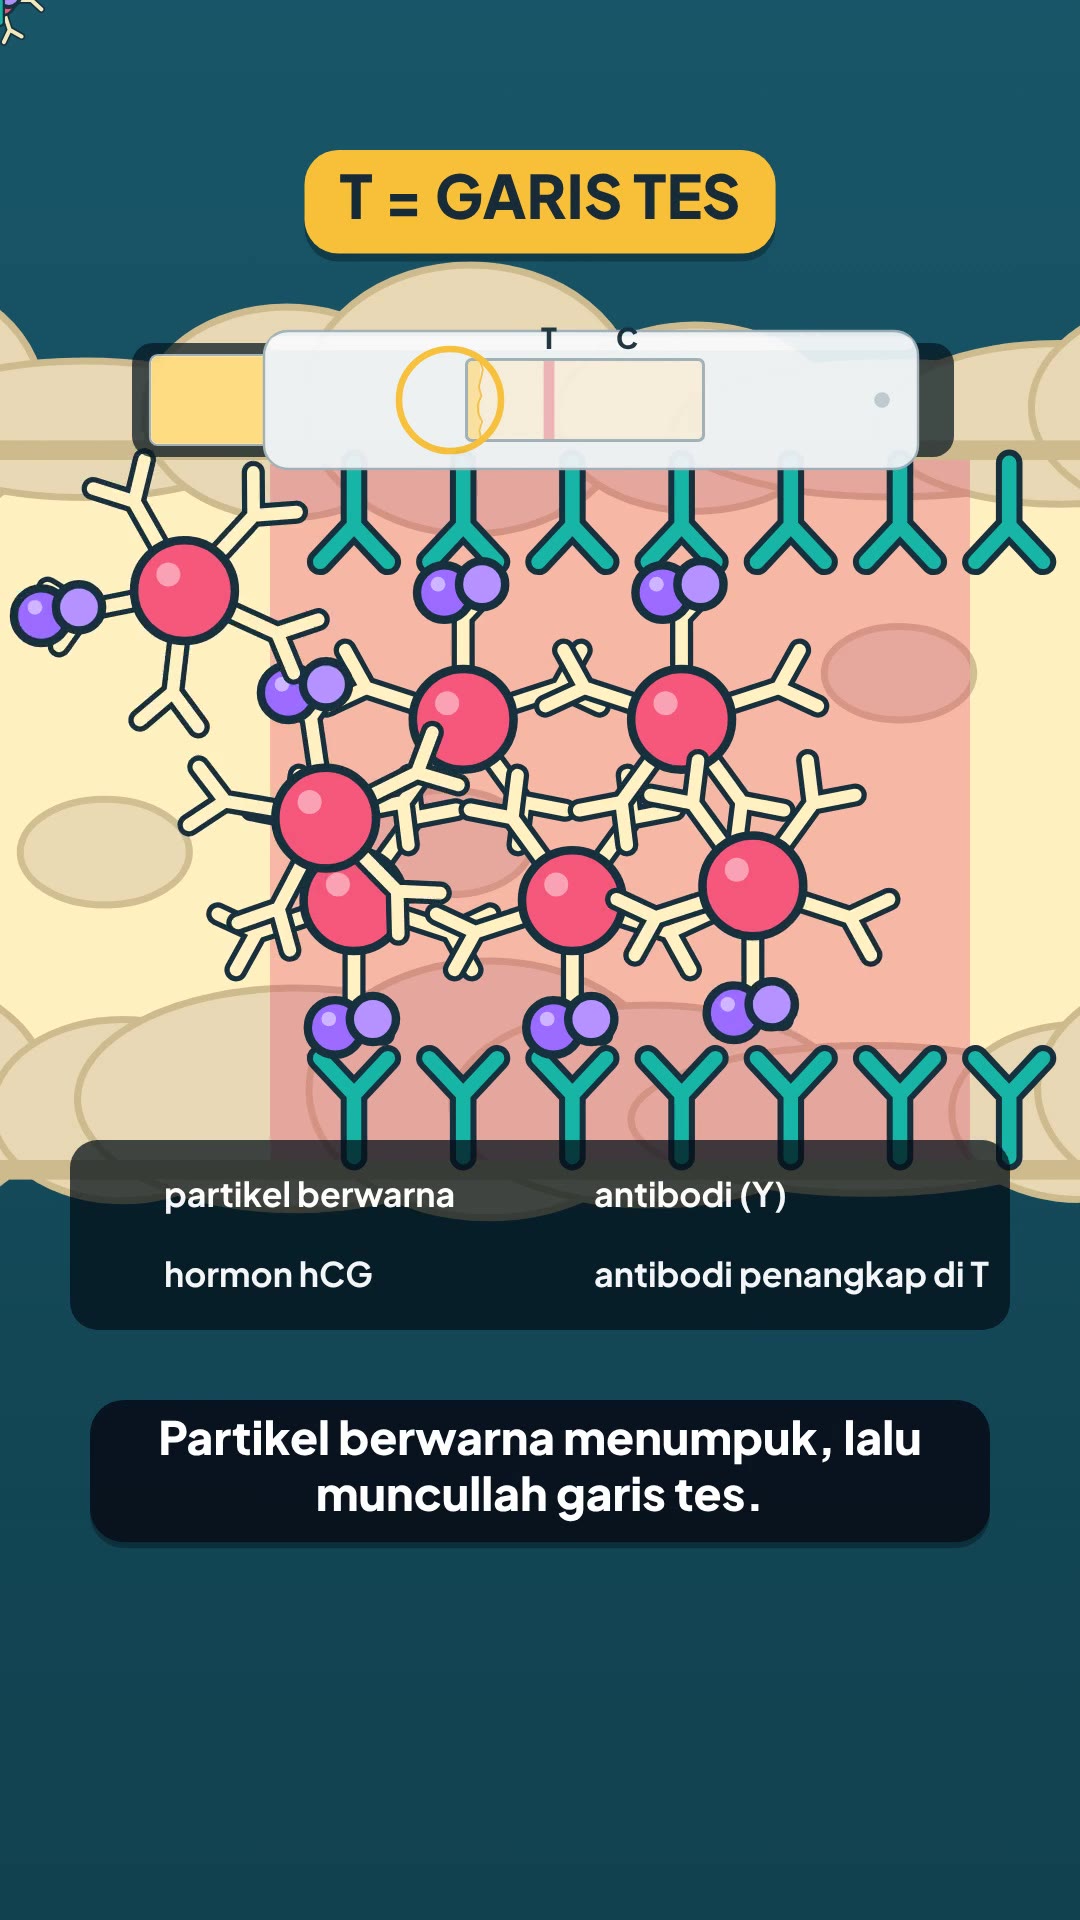 T = GARIS TES
T C
partikel berwarna
antibodi (Y)
hormon hCG
antibodi penangkap di T
Partikel berwarna menumpuk, lalu
muncullah garis tes.